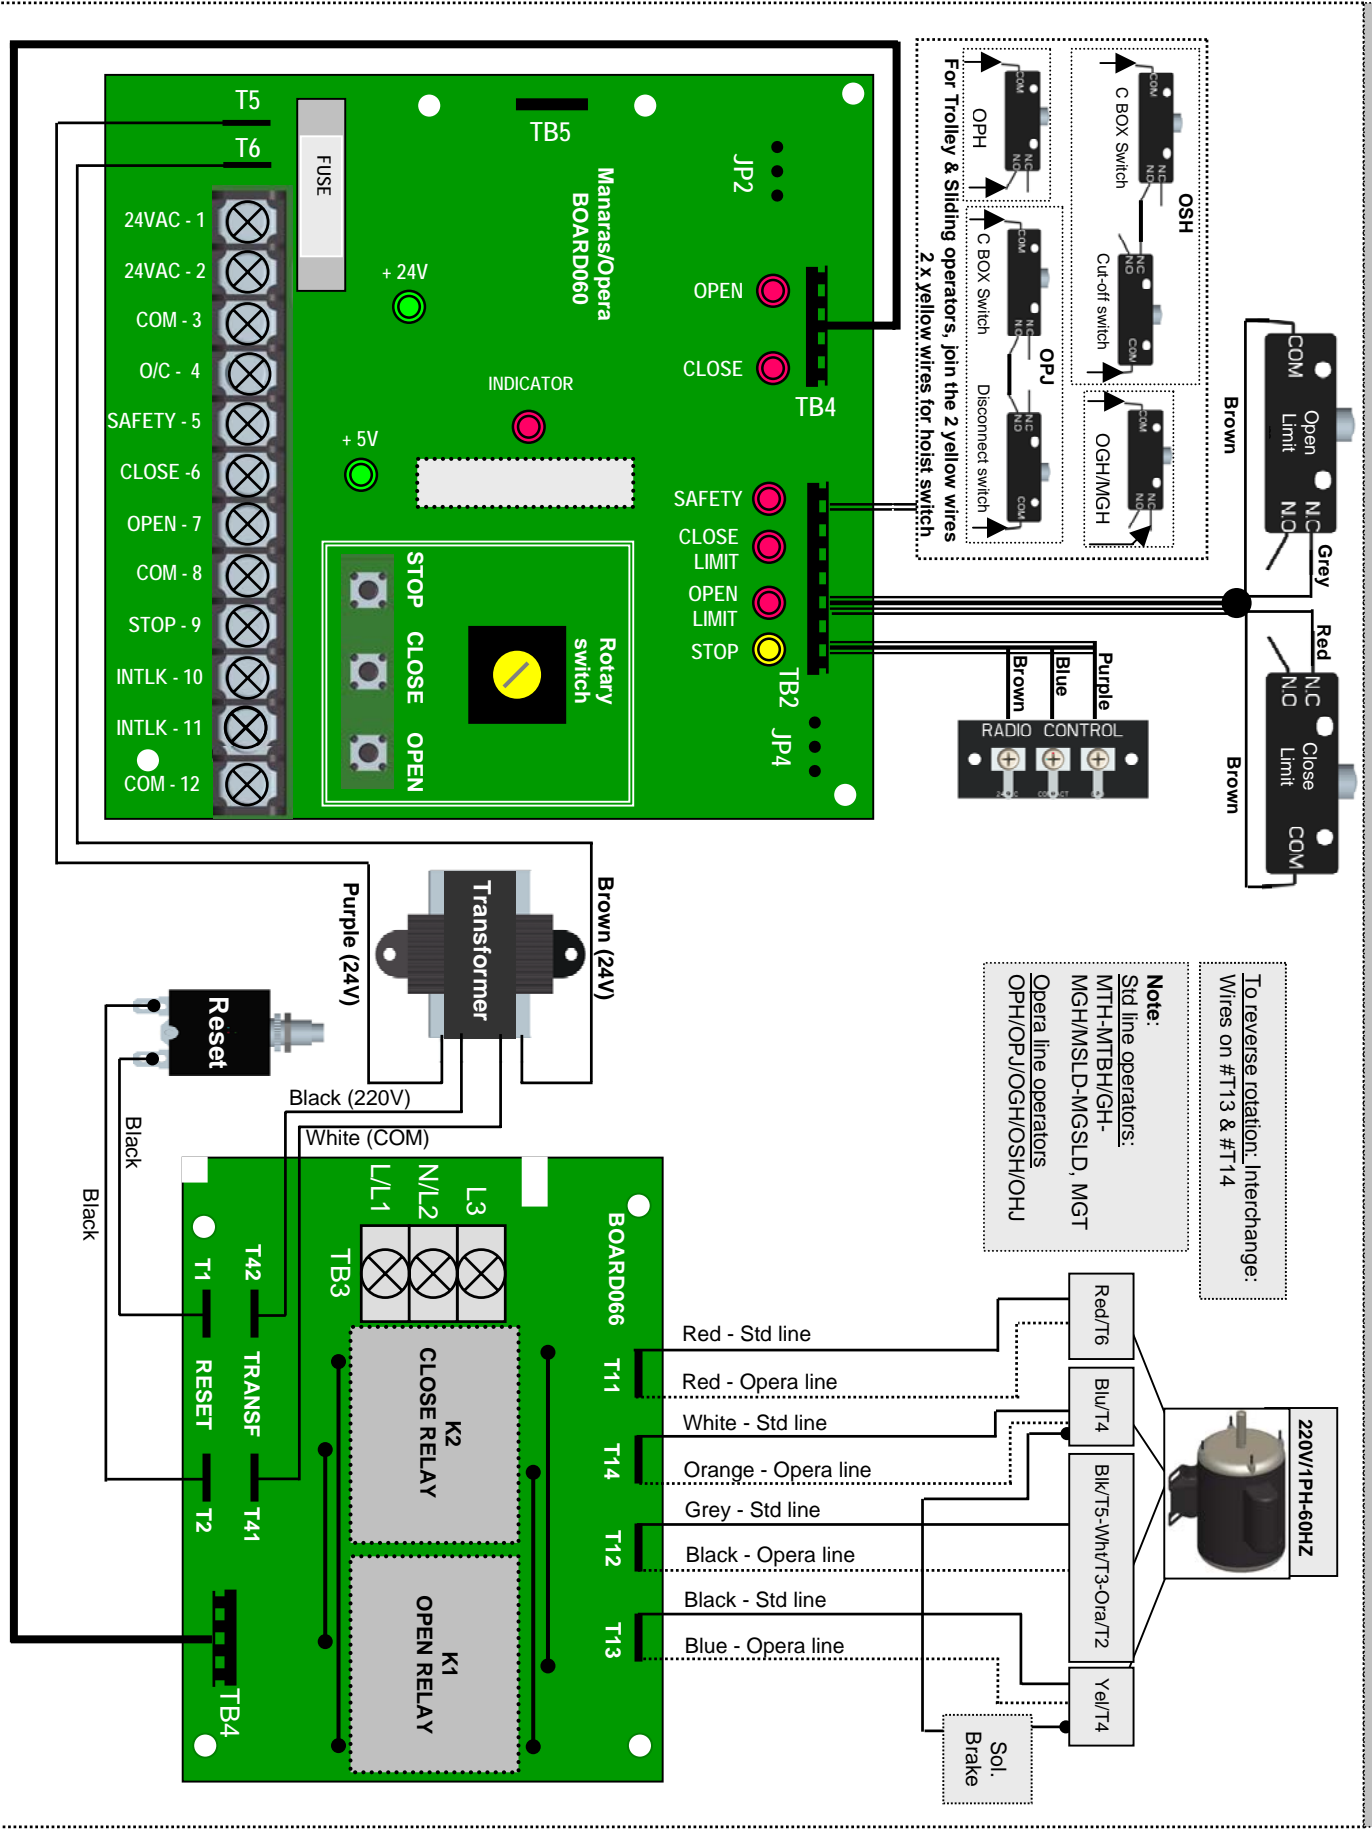 T5
T6
FUSE
TB5
Manaras/Opera
BOARD060
JP2
24VAC - 1
24VAC - 2
COM - 3
O/C - 4
SAFETY - 5
CLOSE -6
OPEN - 7
COM - 8
STOP - 9
INTLK - 10
INTLK - 11
COM - 12
+ 24V
+ 5V
INDICATOR
OPEN
CLOSE
TB4
SAFETY
CLOSE
LIMIT
OPEN
LIMIT
STOP
TB2
JP4
STOP
CLOSE
OPEN
Rotary
switch
OSH
COM
C BOX Switch
N.C
N.O
N.C
N.O
Cut-off switch
COM
OPH
COM
N.C
N.O
OPJ
COM
C BOX Switch
N.C
N.O
N.C
N.O
Disconnect switch
COM
OGH/MGH
COM
N.C
N.O
For Trolley & Sliding operators, join the 2 yellow wires
2 x yellow wires for hoist switch
COM
Open
Limit
N.C
N.O
Brown
Grey
Red
N.C
N.O
Close
Limit
COM
Brown
Purple
Blue
Brown
RADIO CONTROL
Transformer
Brown (24V)
Purple (24V)
Black (220V)
White (COM)
Reset
Black
Black
To reverse rotation: Interchange:
Wires on #T13 & #T14
Note:
Std line operators:
MTH-MTBH/GH-
MGH/MSLD-MGSLD, MGT
Opera line operators
OPH/OPJ/OGH/OSH/OHJ
BOARD066
L/L1
N/L2
L3
TB3
T42
TRANSF
T41
T1
RESET
T2
TB4
K2
CLOSE RELAY
K1
OPEN RELAY
T11
T14
T12
T13
Red - Std line
Red - Opera line
White - Std line
Orange - Opera line
Grey - Std line
Black - Opera line
Black - Std line
Blue - Opera line
Red/T6
Blu/T4
Blk/T5-Wht/T3-Ora/T2
Yel/T4
220V/1PH-60HZ
Sol.
Brake